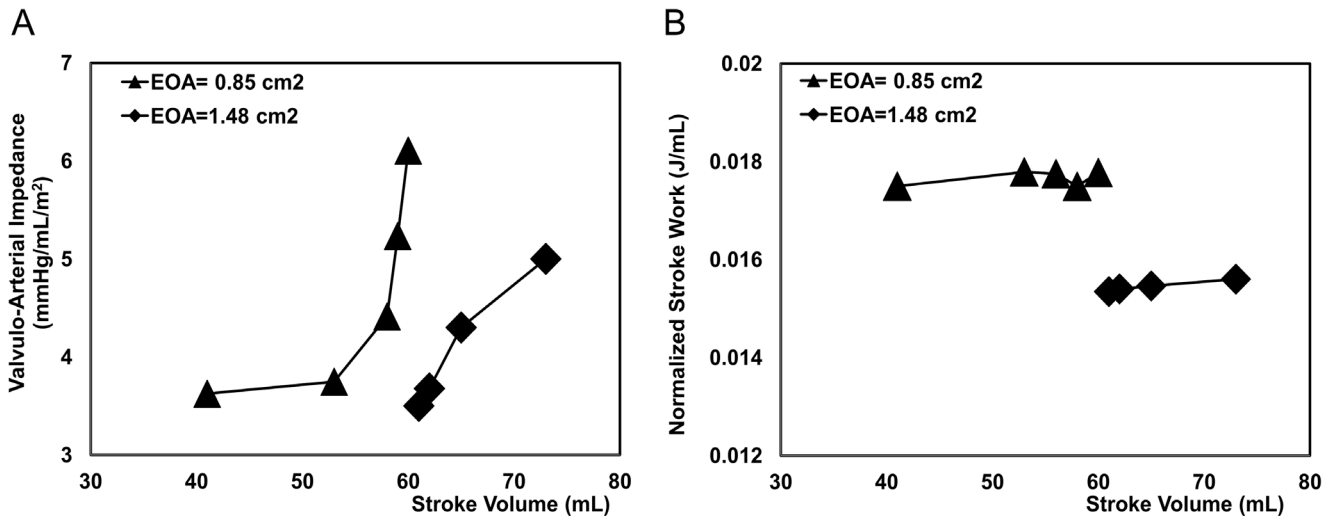 A
Valvulo-Arterial Impedance
(mmHg/mL/m²)
7
6
5
4
3
EOA= 0.85 cm2
EOA=1.48 cm2
30 40 50 60 70 80
Stroke Volume (mL)
B
Normalized Stroke Work (J/mL)
0.02
0.018
0.016
0.014
0.012
EOA= 0.85 cm2
EOA=1.48 cm2
30 40 50 60 70 80
Stroke Volume (mL)